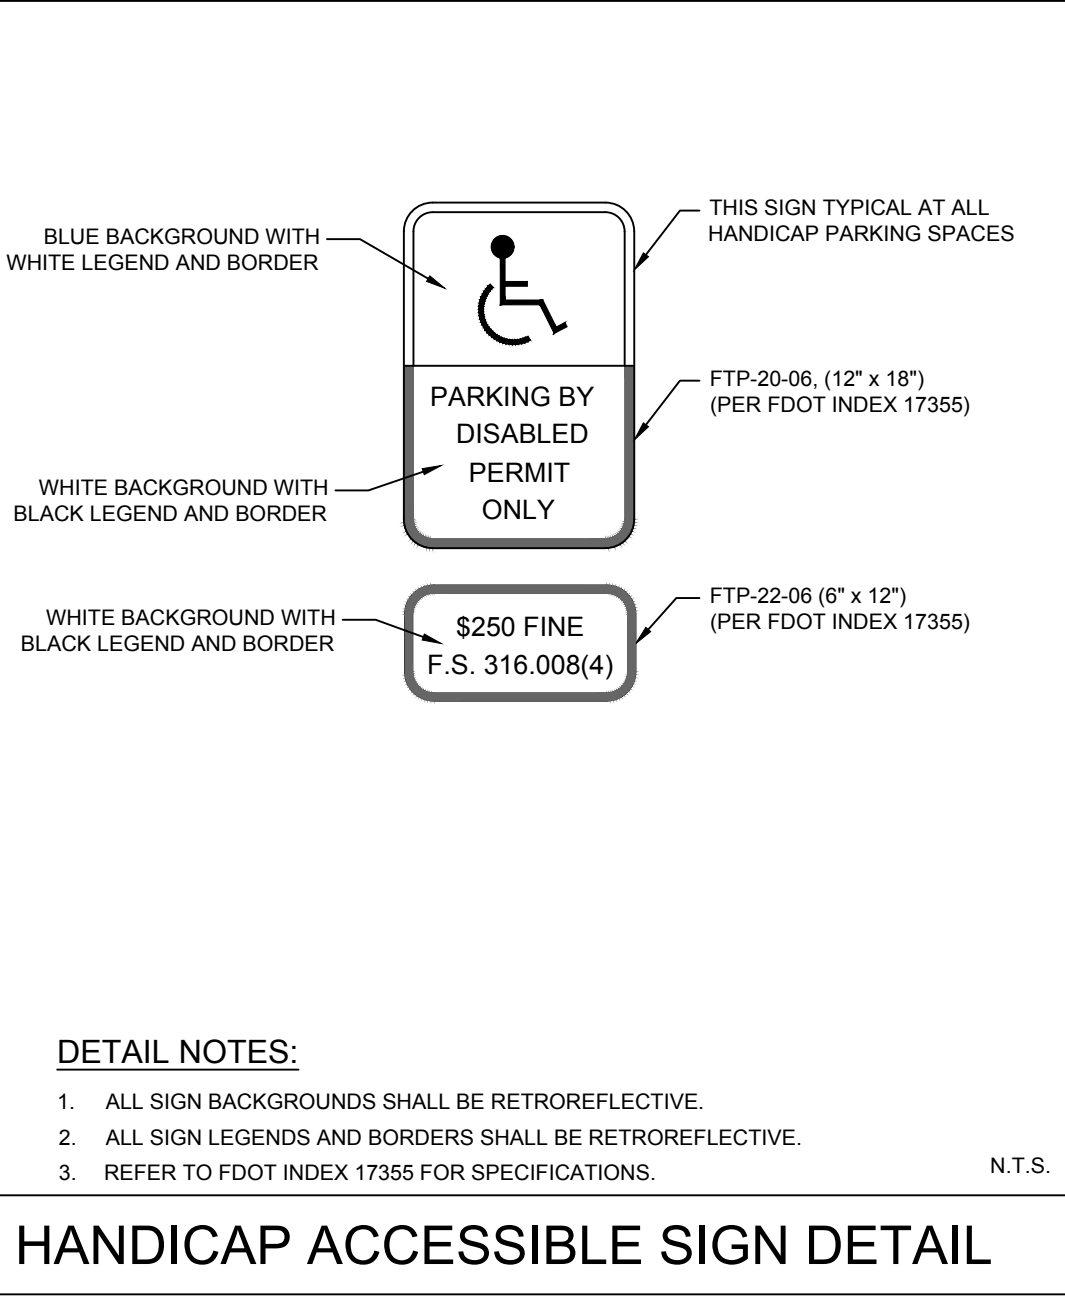 BLUE BACKGROUND WITH
WHITE LEGEND AND BORDER
THIS SIGN TYPICAL AT ALL
HANDICAP PARKING SPACES
PARKING BY
DISABLED
PERMIT
ONLY
FTP-20-06, (12" x 18")
(PER FDOT INDEX 17355)
WHITE BACKGROUND WITH
BLACK LEGEND AND BORDER
WHITE BACKGROUND WITH
BLACK LEGEND AND BORDER
$250 FINE
F.S. 316.008(4)
FTP-22-06 (6" x 12")
(PER FDOT INDEX 17355)
DETAIL NOTES:
1. ALL SIGN BACKGROUNDS SHALL BE RETROREFLECTIVE.
2. ALL SIGN LEGENDS AND BORDERS SHALL BE RETROREFLECTIVE.
3. REFER TO FDOT INDEX 17355 FOR SPECIFICATIONS.
N.T.S.
HANDICAP ACCESSIBLE SIGN DETAIL